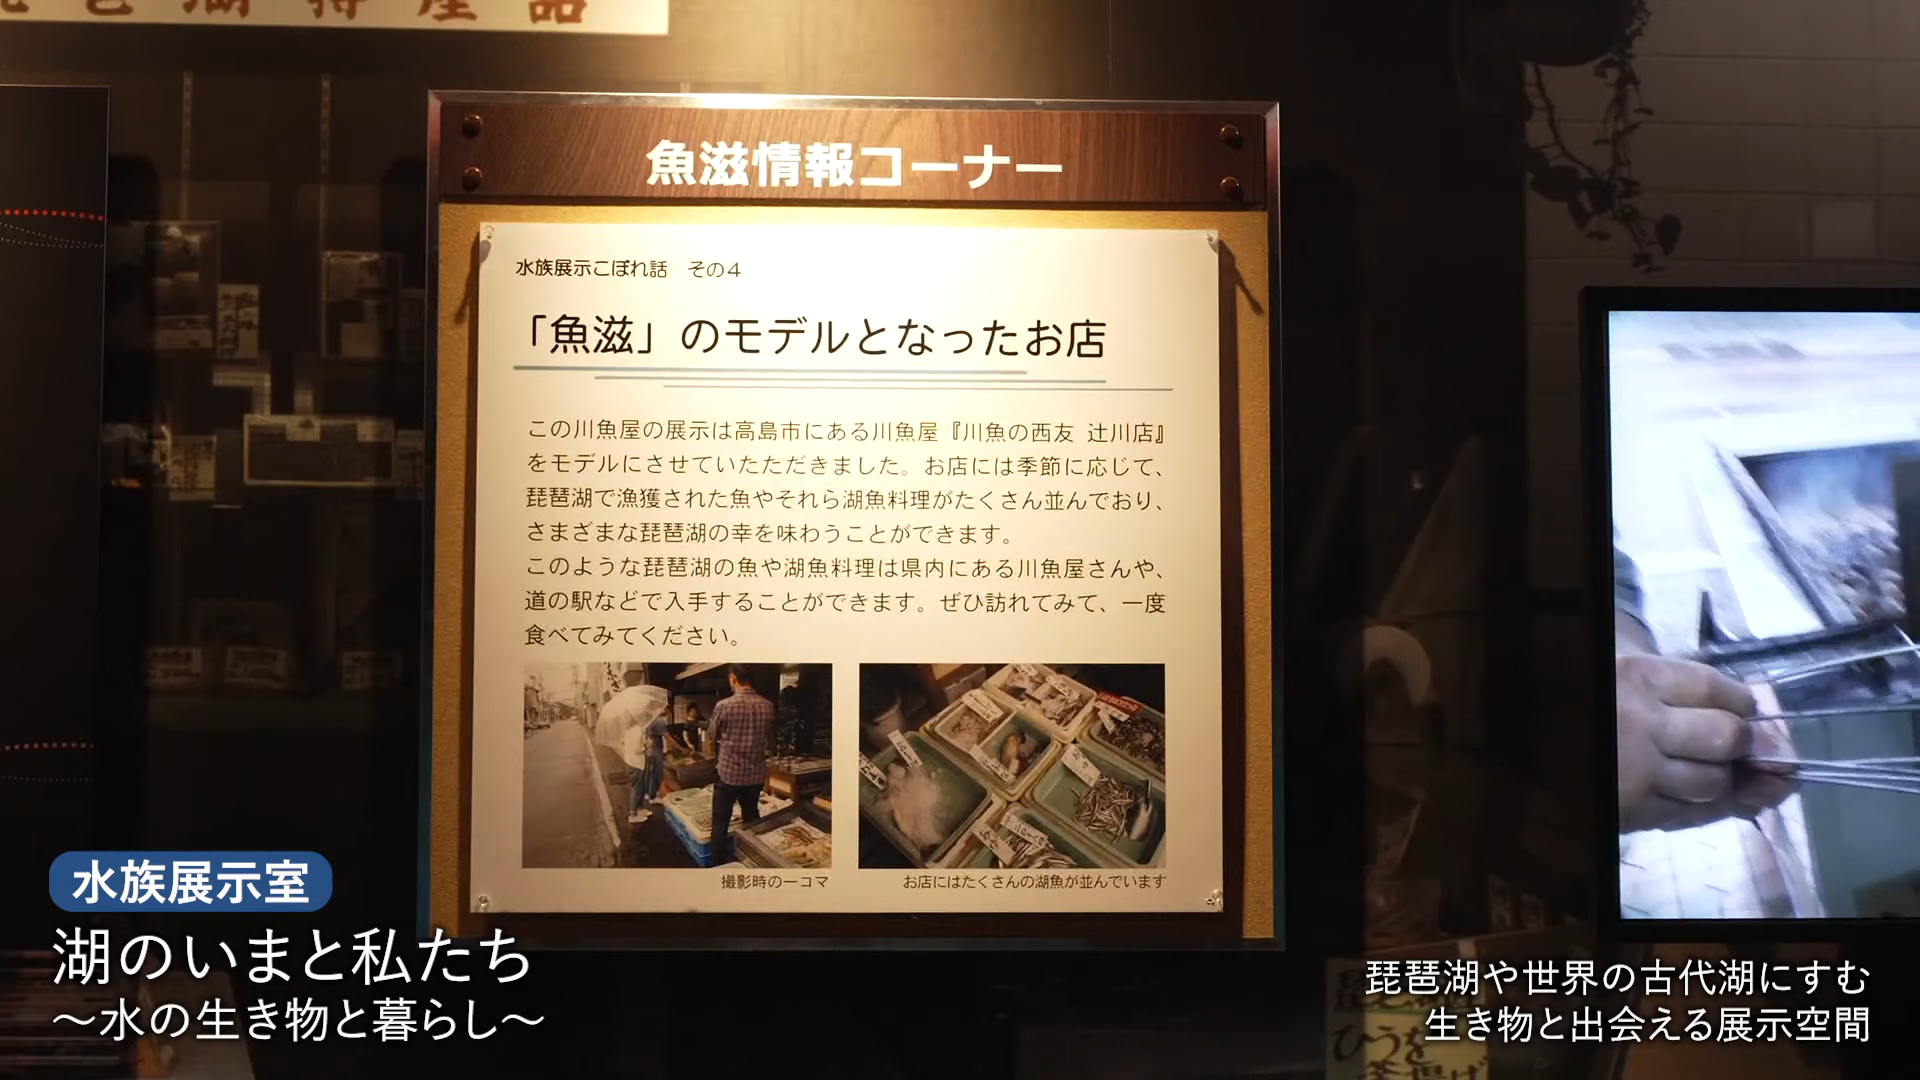 琵琶湖特産品
魚滋情報コーナー
水族展示こぼれ話 その4
「魚滋」のモデルとなったお店
この川魚屋の展示は高島市にある川魚屋『川魚の西友 辻川店』
をモデルにさせていたただきました。お店には季節に応じて、
琵琶湖で漁獲された魚やそれら湖魚料理がたくさん並んでおり、
さまざまな琵琶湖の幸を味わうことができます。
このような琵琶湖の魚や湖魚料理は県内にある川魚屋さんや、
道の駅などで入手することができます。ぜひ訪れてみて、一度
食べてみてください。
撮影時の一コマ
お店にはたくさんの湖魚が並んでいます
水族展示室
湖のいまと私たち
〜水の生き物と暮らし〜
琵琶湖や世界の古代湖にすむ
生き物と出会える展示空間